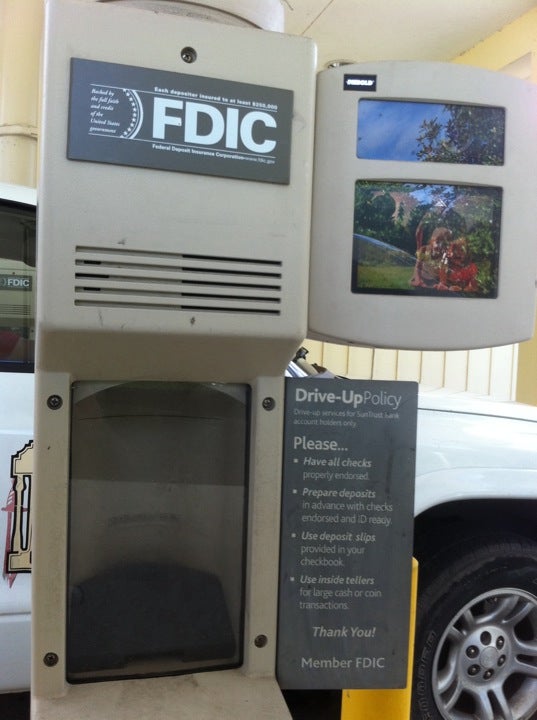 Each depositor insured to at least $250,000
Backed by
the full faith
and credit
of the
United States
government
FDIC
Federal Deposit Insurance Corporation www.fdic.gov
DIEBOLD
FDIC
Drive-Up Policy
Drive-up services for SunTrust Bank
account holders only.
Please...
▪ Have all checks
properly endorsed.
▪ Prepare deposits
in advance with checks
endorsed and ID ready.
▪ Use deposit slips
provided in your
checkbook.
▪ Use inside tellers
for large cash or coin
transactions.
Thank You!
Member FDIC